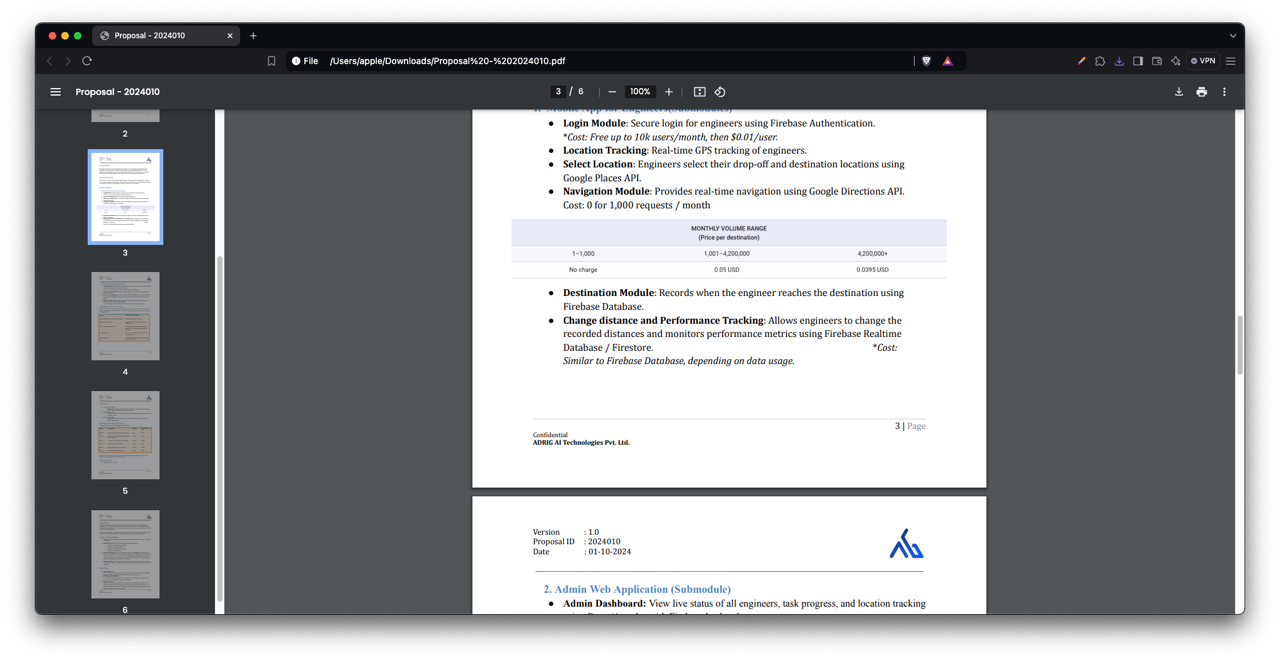 Proposal - 2024010
File /Users/apple/Downloads/Proposal%20-%202024010.pdf
VPN
Proposal - 2024010
3 / 6
100%
2
3
4
5
6
1. Mobile App for Engineers(Submodules)
● Login Module: Secure login for engineers using Firebase Authentication.
*Cost: Free up to 10k users/month, then $0.01/user.
● Location Tracking: Real-time GPS tracking of engineers.
● Select Location: Engineers select their drop-off and destination locations using
Google Places API.
● Navigation Module: Provides real-time navigation using Google Directions API.
Cost: 0 for 1,000 requests / month
MONTHLY VOLUME RANGE
(Price per destination)
1–1,000 1,001–4,200,000 4,200,000+
No charge 0.05 USD 0.0395 USD
● Destination Module: Records when the engineer reaches the destination using
Firebase Database.
● Change distance and Performance Tracking: Allows engineers to change the
recorded distances and monitors performance metrics using Firebase Realtime
Database / Firestore. *Cost:
Similar to Firebase Database, depending on data usage.
3 | Page
Confidential
ADRIG AI Technologies Pvt. Ltd.
Version : 1.0
Proposal ID : 2024010
Date : 01-10-2024
2. Admin Web Application (Submodule)
● Admin Dashboard: View live status of all engineers, task progress, and location tracking